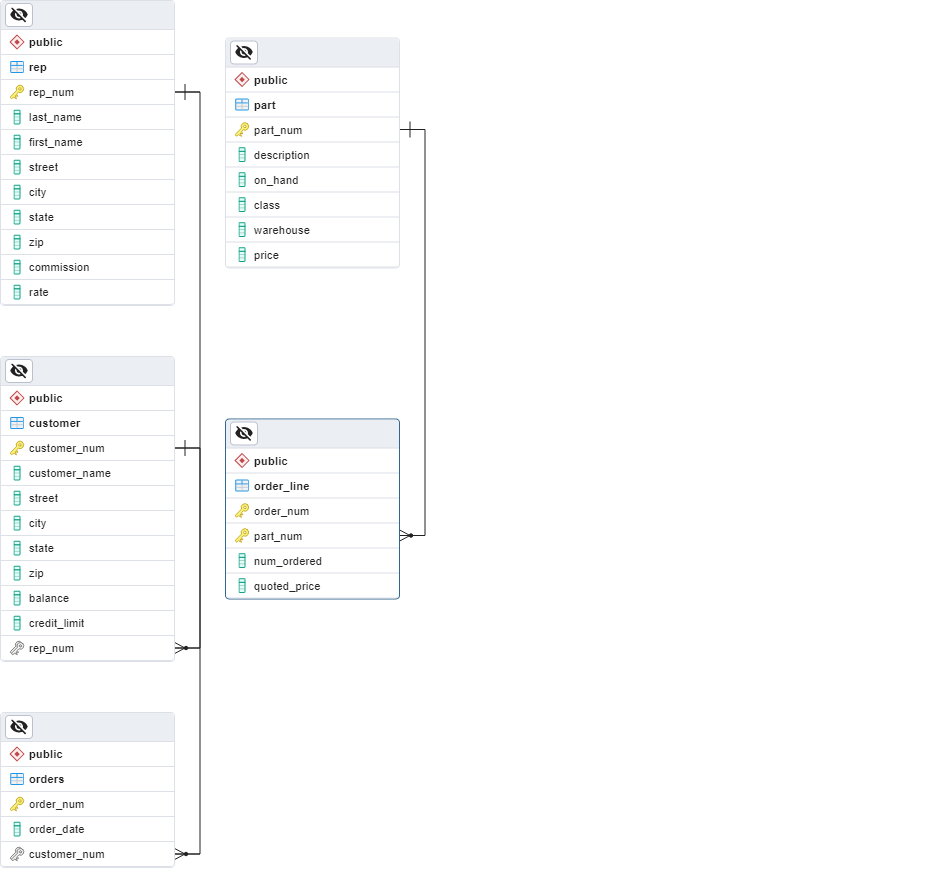 public
rep
rep_num
last_name
first_name
street
city
state
zip
commission
rate
public
part
part_num
description
on_hand
class
warehouse
price
public
customer
customer_num
customer_name
street
city
state
zip
balance
credit_limit
rep_num
public
order_line
order_num
part_num
num_ordered
quoted_price
public
orders
order_num
order_date
customer_num